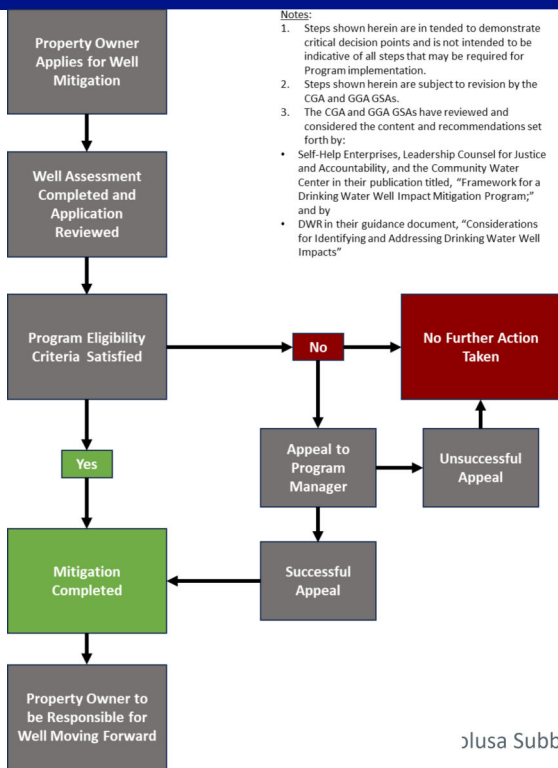 Property Owner
Applies for Well
Mitigation
Notes:
1. Steps shown herein are in tended to demonstrate
critical decision points and is not intended to be
indicative of all steps that may be required for
Program implementation.
2. Steps shown herein are subject to revision by the
CGA and GGA GSAs.
3. The CGA and GGA GSAs have reviewed and
considered the content and recommendations set
forth by:
• Self-Help Enterprises, Leadership Counsel for Justice
and Accountability, and the Community Water
Center in their publication titled, “Framework for a
Drinking Water Well Impact Mitigation Program;”
and by
• DWR in their guidance document, “Considerations
for Identifying and Addressing Drinking Water Well
Impacts”
Well Assessment
Completed and
Application
Reviewed
Program Eligibility
Criteria Satisfied
No
No Further Action
Taken
Yes
Appeal to
Program
Manager
Unsuccessful
Appeal
Mitigation
Completed
Successful
Appeal
Property Owner to
be Responsible for
Well Moving Forward
olusa Subb